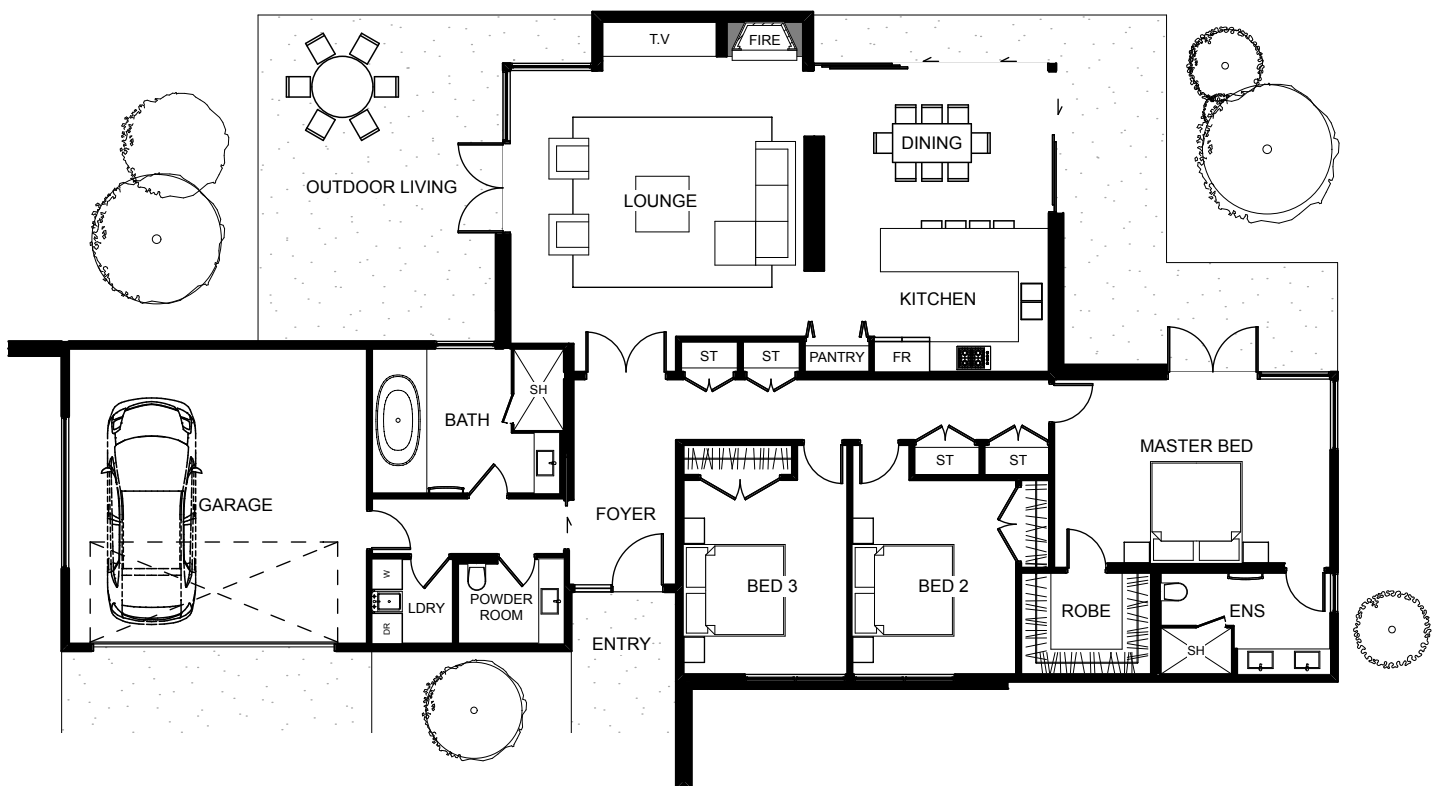 T.V
FIRE
DINING
OUTDOOR LIVING
LOUNGE
KITCHEN
ST
ST
PANTRY
FR
SH
BATH
MASTER BED
ST
ST
GARAGE
FOYER
W
DR
LDRY
POWDER
ROOM
BED 3
BED 2
ROBE
ENS
ENTRY
SH